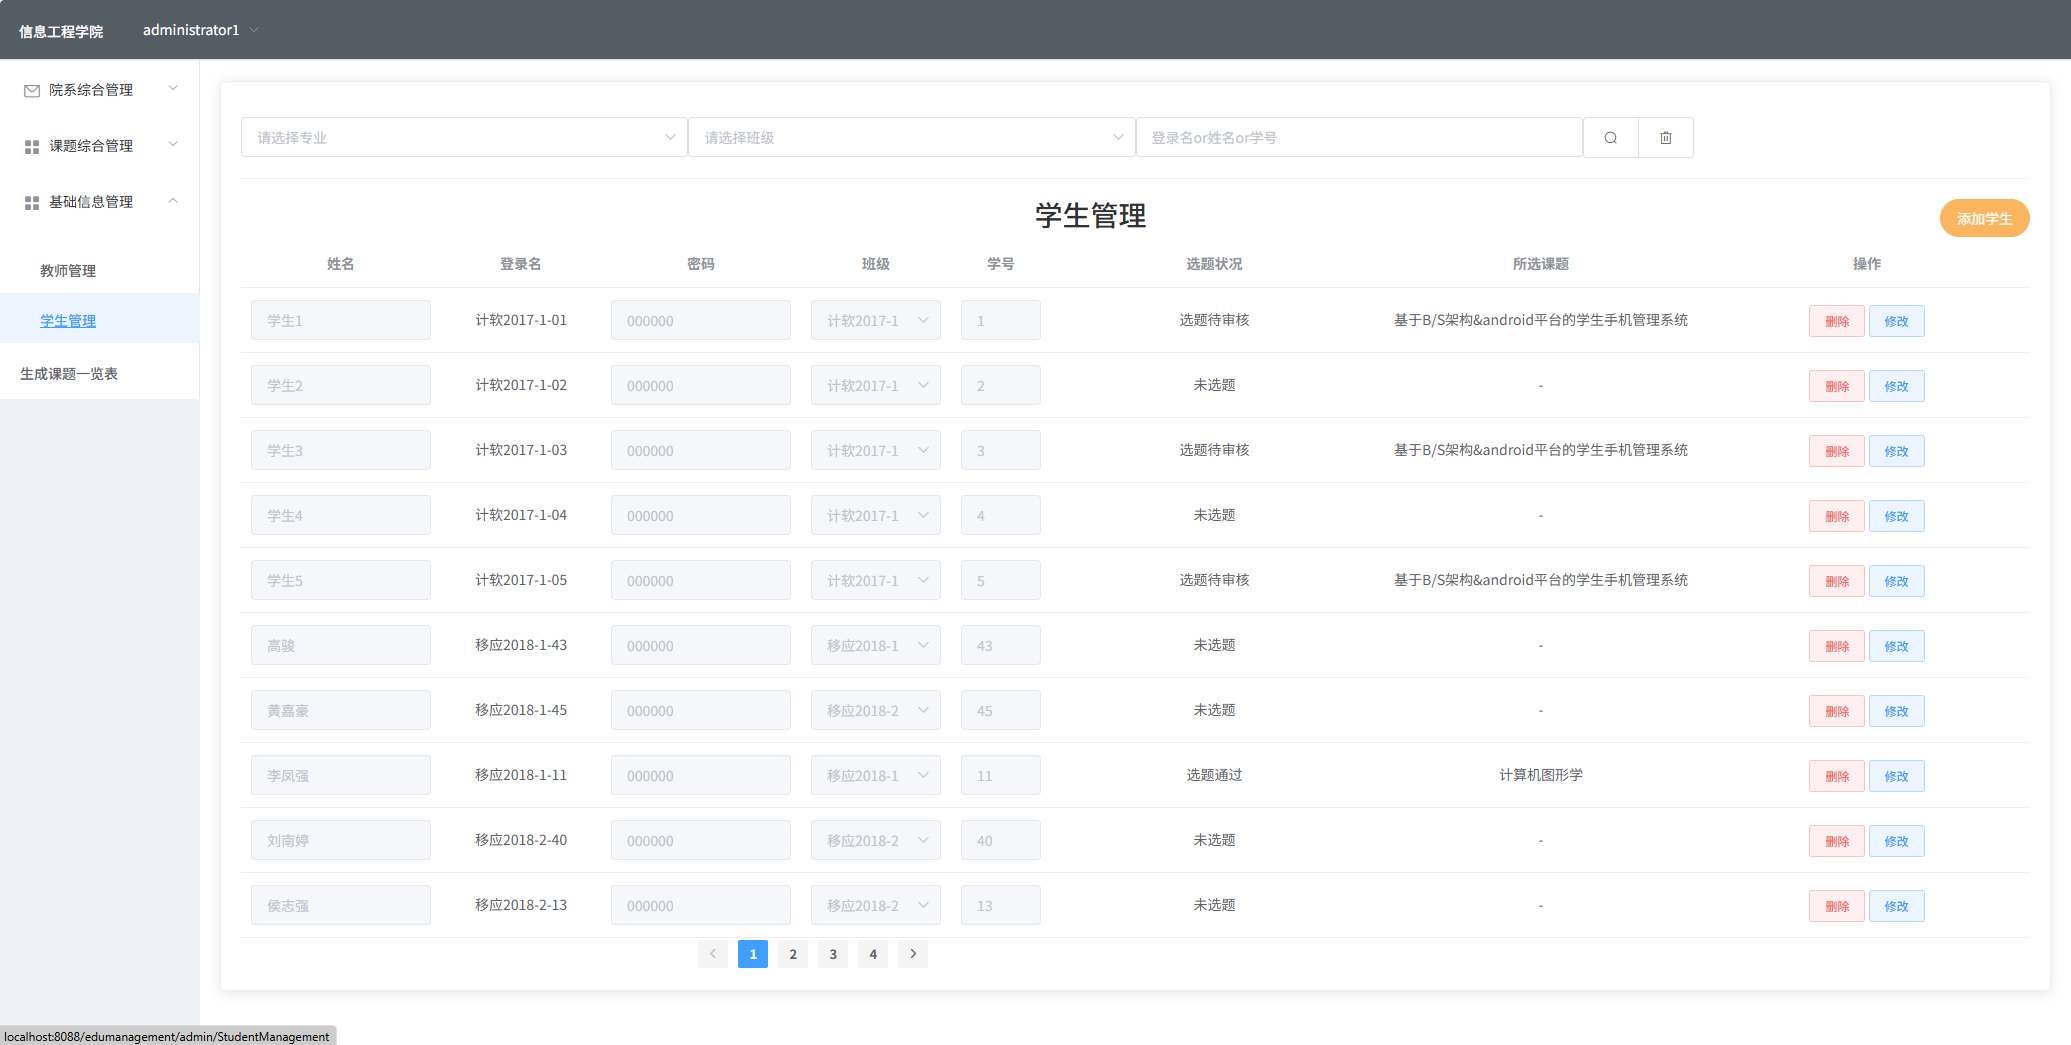 信息工程学院 administrator1
院系综合管理
课题综合管理
基础信息管理
教师管理
学生管理
生成课题一览表
请选择专业 请选择班级 登录名or姓名or学号
学生管理 添加学生
姓名 登录名 密码 班级 学号 选题状况 所选课题 操作
学生1 计软2017-1-01 000000 计软2017-1 1 选题待审核 基于B/S架构&android平台的学生手机管理系统 删除 修改
学生2 计软2017-1-02 000000 计软2017-1 2 未选题 - 删除 修改
学生3 计软2017-1-03 000000 计软2017-1 3 选题待审核 基于B/S架构&android平台的学生手机管理系统 删除 修改
学生4 计软2017-1-04 000000 计软2017-1 4 未选题 - 删除 修改
学生5 计软2017-1-05 000000 计软2017-1 5 选题待审核 基于B/S架构&android平台的学生手机管理系统 删除 修改
高骏 移应2018-1-43 000000 移应2018-1 43 未选题 - 删除 修改
黄嘉豪 移应2018-1-45 000000 移应2018-2 45 未选题 - 删除 修改
李凤强 移应2018-1-11 000000 移应2018-1 11 选题通过 计算机图形学 删除 修改
刘南婷 移应2018-2-40 000000 移应2018-2 40 未选题 - 删除 修改
侯志强 移应2018-2-13 000000 移应2018-2 13 未选题 - 删除 修改
1 2 3 4
localhost:8088/edumanagement/admin/StudentManagement